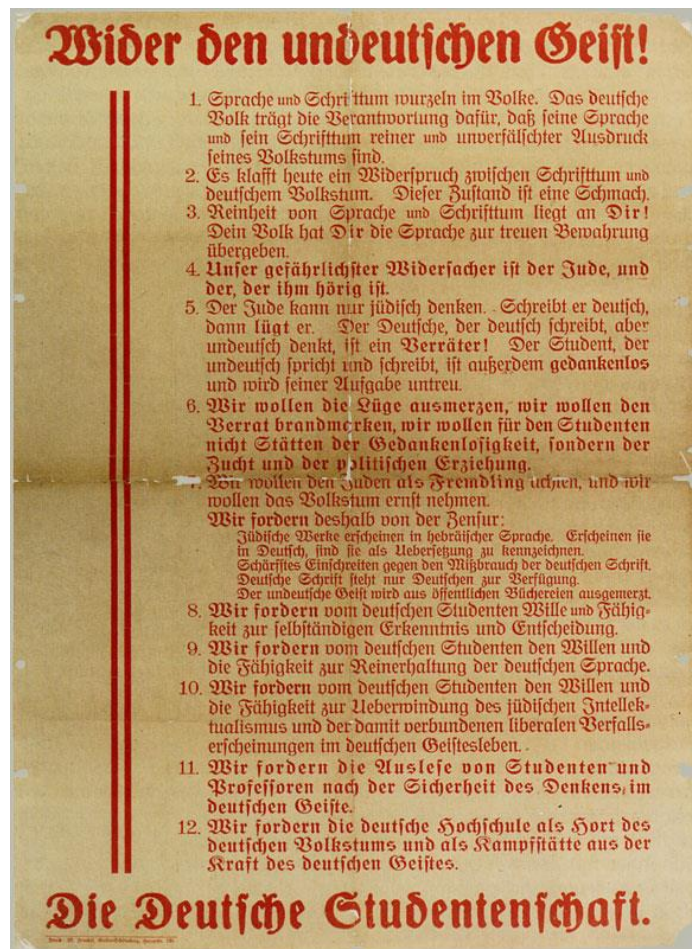 Wider den undeutschen Geist!
1. Sprache und Schrifttum wurzeln im Volke. Das deutsche
Volk trägt die Verantwortung dafür, daß seine Sprache
und sein Schrifttum reiner und unverfälschter Ausdruck
seines Volkstums sind.
2. Es klafft heute ein Widerspruch zwischen Schrifttum und
deutschem Volkstum. Dieser Zustand ist eine Schmach.
3. Reinheit von Sprache und Schrifttum liegt an Dir!
Dein Volk hat Dir die Sprache zur treuen Bewahrung
übergeben.
4. Unser gefährlichster Widersacher ist der Jude, und
der, der ihm hörig ist.
5. Der Jude kann nur jüdisch denken. Schreibt er deutsch,
dann lügt er. Der Deutsche, der deutsch schreibt, aber
undeutsch denkt, ist ein Verräter! Der Student, der
undeutsch spricht und schreibt, ist außerdem gedankenlos
und wird seiner Aufgabe untreu.
6. Wir wollen die Lüge ausmerzen, wir wollen den
Verrat brandmarken, wir wollen für den Studenten
nicht Stätten der Gedankenlosigkeit, sondern der
Zucht und der politischen Erziehung.
7. Wir wollen den Juden als Fremdling achten, und wir
wollen das Volkstum ernst nehmen.
Wir fordern deshalb von der Zensur:
Jüdische Werke erscheinen in hebräischer Sprache. Erscheinen sie
in Deutsch, sind sie als Uebersetzung zu kennzeichnen.
Schärfstes Einschreiten gegen den Mißbrauch der deutschen Schrift.
Deutsche Schrift steht nur Deutschen zur Verfügung.
Der undeutsche Geist wird aus öffentlichen Büchereien ausgemerzt.
8. Wir fordern vom deutschen Studenten Wille und Fähig-
keit zur selbständigen Erkenntnis und Entscheidung.
9. Wir fordern vom deutschen Studenten den Willen und
die Fähigkeit zur Reinerhaltung der deutschen Sprache.
10. Wir fordern vom deutschen Studenten den Willen und
die Fähigkeit zur Ueberwindung des jüdischen Intellek-
tualismus und der damit verbundenen liberalen Verfalls-
erscheinungen im deutschen Geistesleben.
11. Wir fordern die Auslese von Studenten und
Professoren nach der Sicherheit des Denkens im
deutschen Geiste.
12. Wir fordern die deutsche Hochschule als Hort des
deutschen Volkstums und als Kampfstätte aus der
Kraft des deutschen Geistes.
Die Deutsche Studentenschaft.